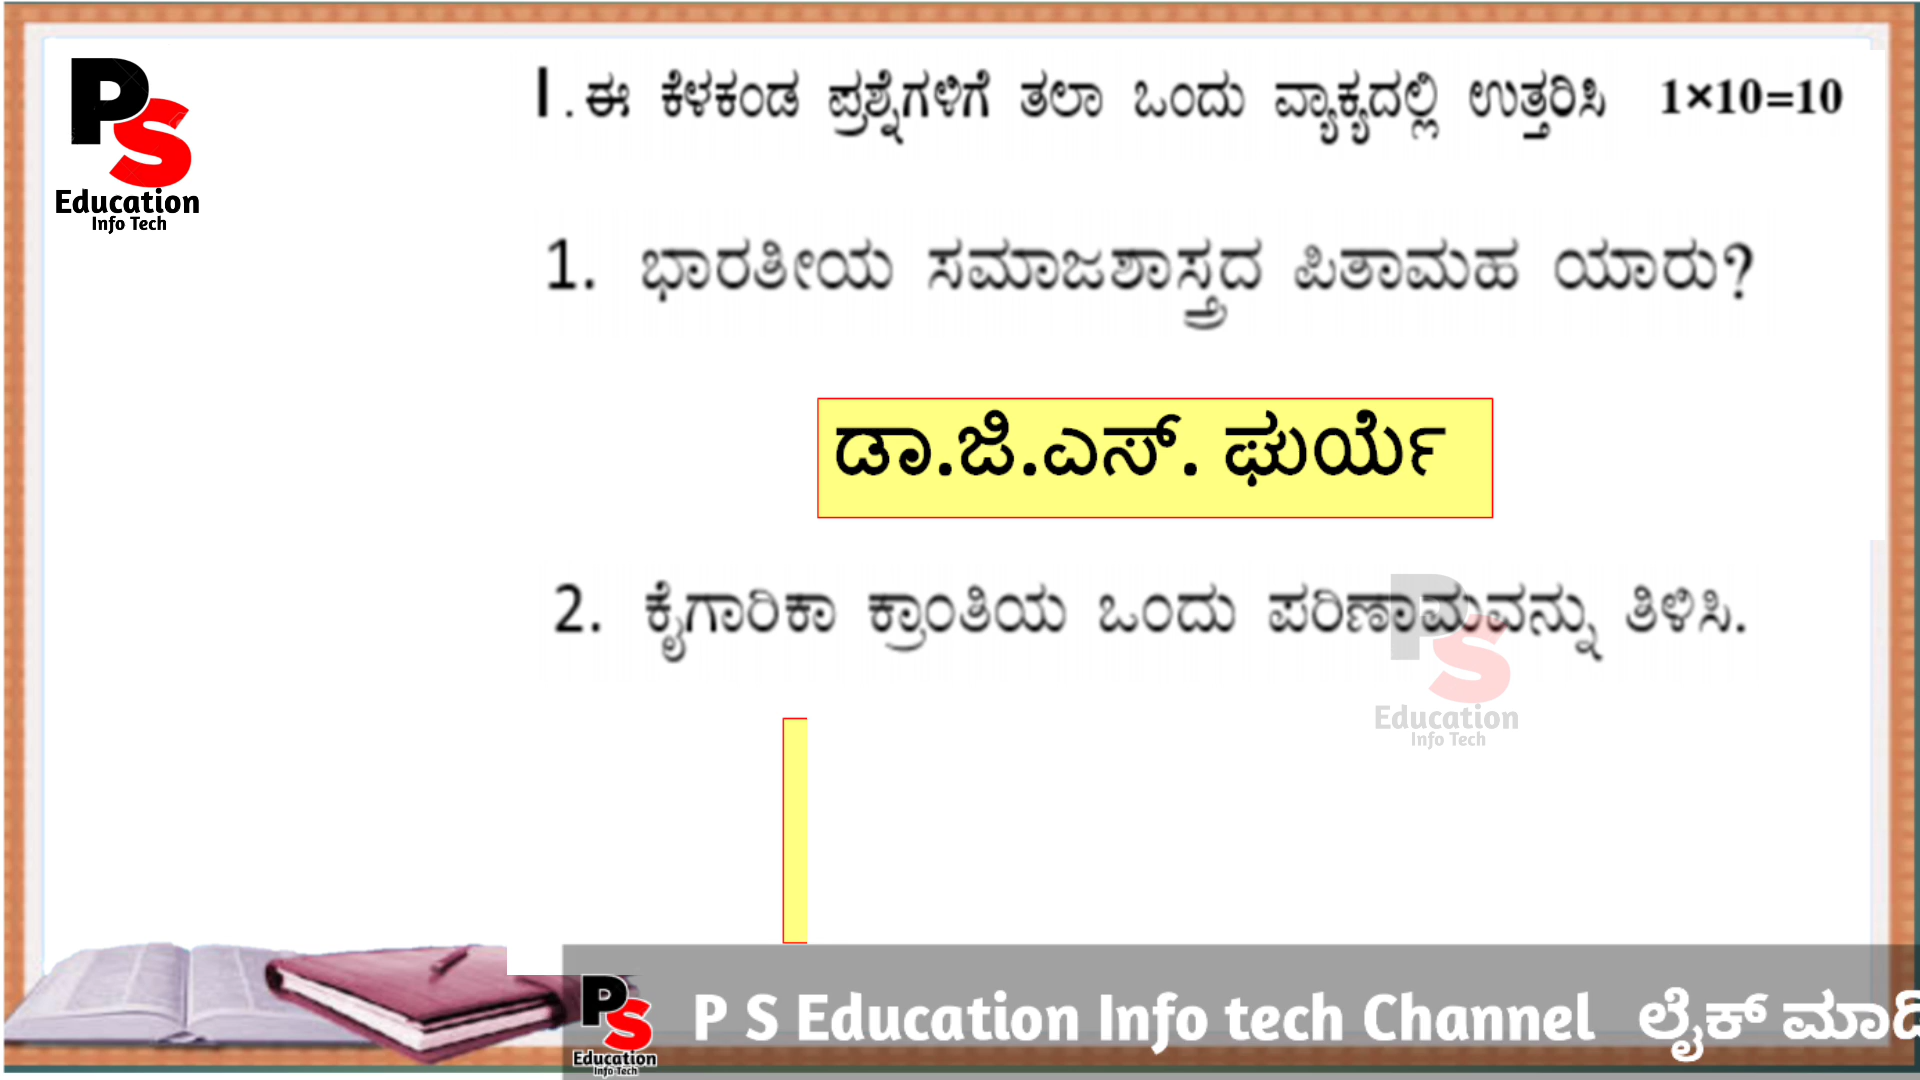 PS
Education
Info Tech
I . ಈ ಕೆಳಕಂಡ ಪ್ರಶ್ನೆಗಳಿಗೆ ತಲಾ ಒಂದು ವ್ಯಾಕ್ಯದಲ್ಲಿ ಉತ್ತರಿಸಿ 1×10=10
1. ಭಾರತೀಯ ಸಮಾಜಶಾಸ್ತ್ರದ ಪಿತಾಮಹ ಯಾರು?
ಡಾ.ಜಿ.ಎಸ್. ಘುರ್ಯೆ
2. ಕೈಗಾರಿಕಾ ಕ್ರಾಂತಿಯ ಒಂದು ಪರಿಣಾಮವನ್ನು ತಿಳಿಸಿ.
PS
Education
Info Tech
PS
Education
Info Tech
P S Education Info tech Channel ಲೈಕ್ ಮಾಡಿ